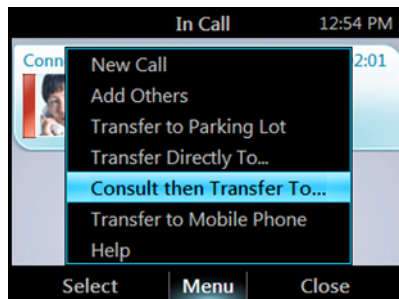 In Call 12:54 PM
Conn 2:01
New Call
Add Others
Transfer to Parking Lot
Transfer Directly To...
Consult then Transfer To...
Transfer to Mobile Phone
Help
Select Menu Close